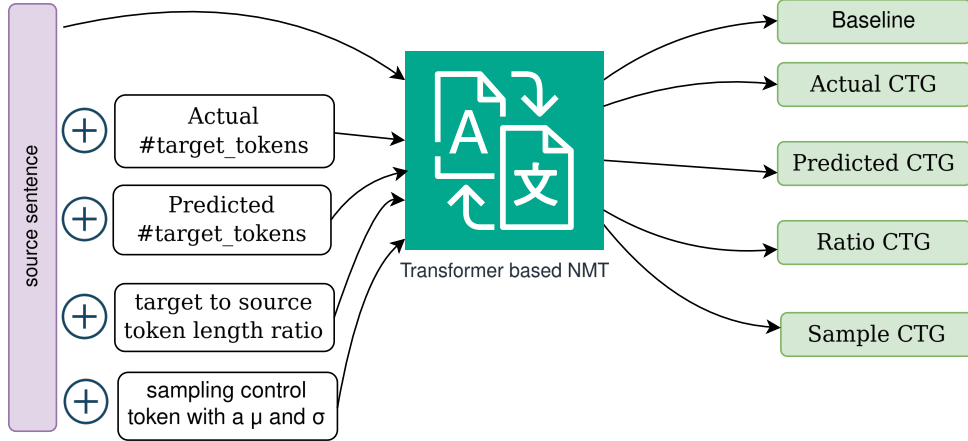 source sentence
Actual
#target_tokens
Predicted
#target_tokens
target to source
token length ratio
sampling control
token with a μ and σ
A
文
Transformer based NMT
Baseline
Actual CTG
Predicted CTG
Ratio CTG
Sample CTG